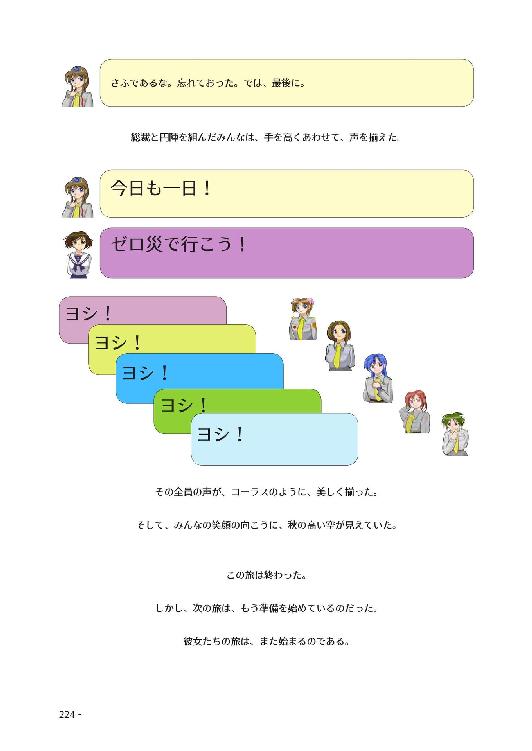 さふであるな。忘れておった。では、最後に。
総裁と円陣を組んだみんなは、手を高くあわせて、声を揃えた。
今日も一日！
ゼロ災で行こう！
ヨシ！
ヨシ！
ヨシ！
ヨシ！
ヨシ！
その全員の声が、コーラスのように、美しく揃った。
そして、みんなの笑顔の向こうに、秋の高い空が見えていた。
この旅は終わった。
しかし、次の旅は、もう準備を始めているのだった。
彼女たちの旅は、また始まるのである。
224 -